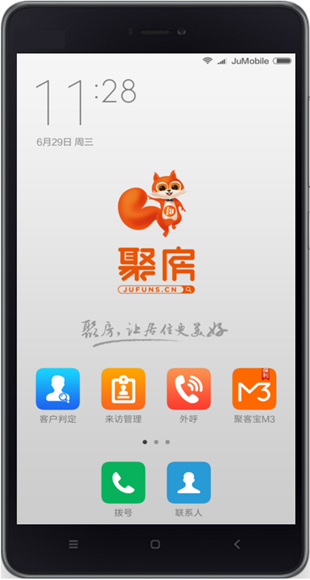 JuMobile
11:28
6月29日 周三
ju
聚房
JUFUNS.CN
聚房,让居住更美好
M3
客户判定
来访管理
外呼
聚客宝M3
拨号
联系人